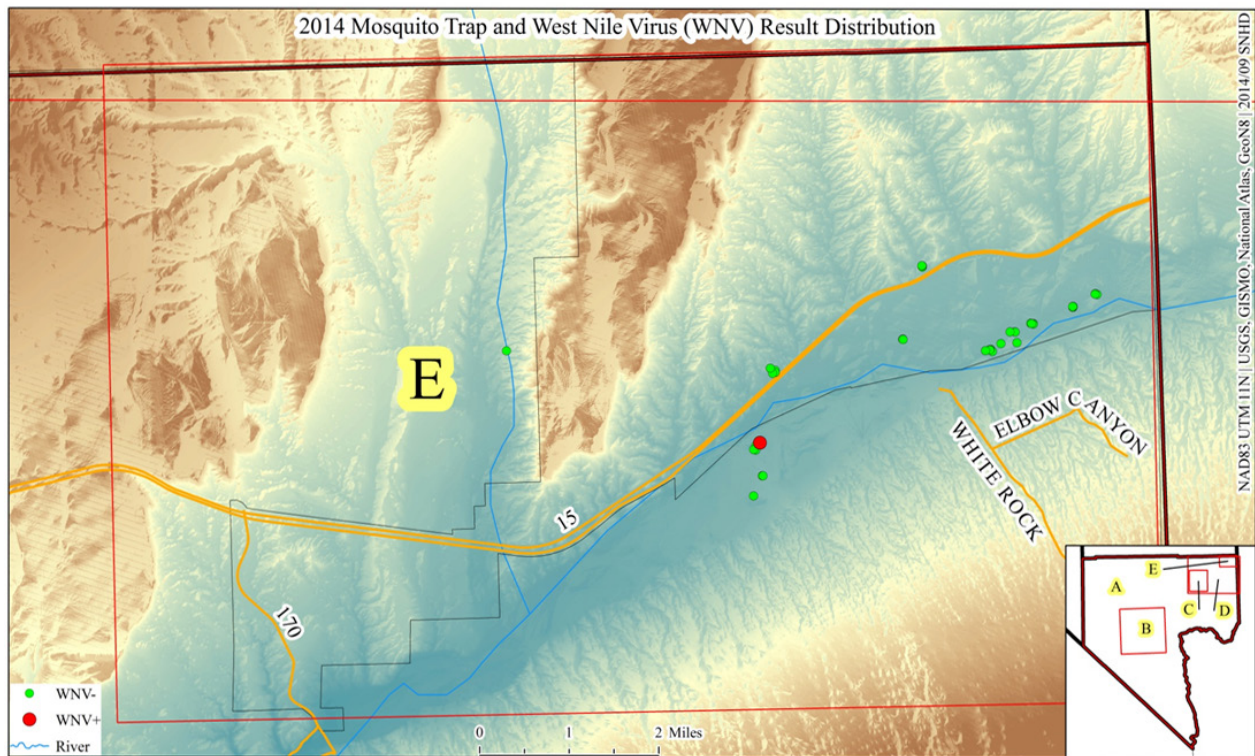 2014 Mosquito Trap and West Nile Virus (WNV) Result Distribution
NAD83 UTM 11N | USGS, GISMO, National Atlas, GeoN8 | 2014/09 SNHD
E
ELBOW CANYON
WHITE ROCK
15
170
E
A
C
D
B
WNV-
WNV+
River
0 1 2 Miles